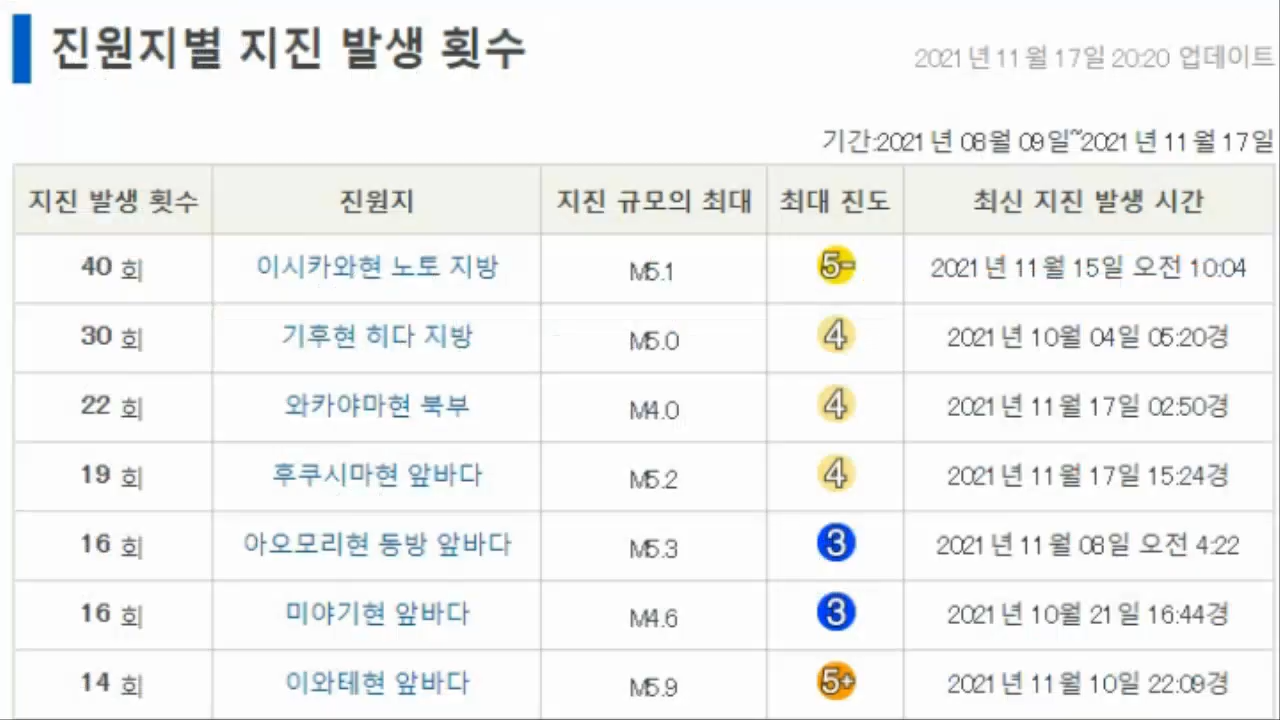 진원지별 지진 발생 횟수
2021년 11월 17일 20:20 업데이트
기간:2021년 08월 09일~2021년 11월 17일
지진 발생 횟수 진원지 지진 규모의 최대 최대 진도 최신 지진 발생 시간
40 회 이시카와현 노토 지방 M5.1 5- 2021년 11월 15일 오전 10:04
30 회 기후현 히다 지방 M5.0 4 2021년 10월 04일 05:20경
22 회 와카야마현 북부 M4.0 4 2021년 11월 17일 02:50경
19 회 후쿠시마현 앞바다 M5.2 4 2021년 11월 17일 15:24경
16 회 아오모리현 동방 앞바다 M5.3 3 2021년 11월 08일 오전 4:22
16 회 미야기현 앞바다 M4.6 3 2021년 10월 21일 16:44경
14 회 이와테현 앞바다 M5.9 5+ 2021년 11월 10일 22:09경